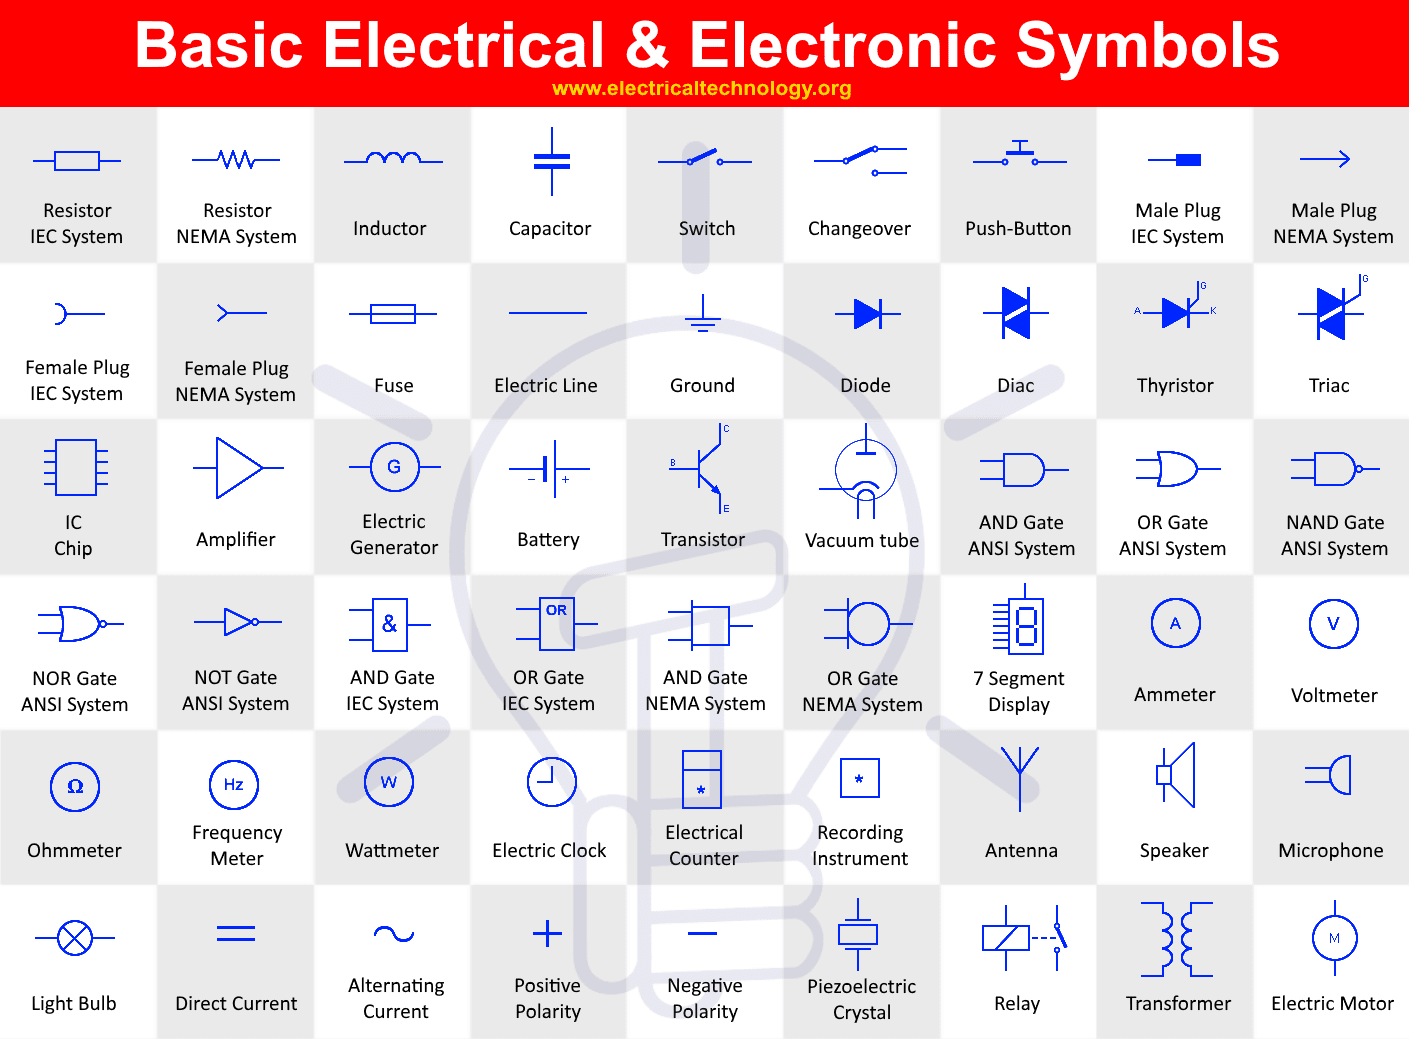 Basic Electrical & Electronic Symbols
www.electricaltechnology.org
Resistor
IEC System
Resistor
NEMA System
Inductor
Capacitor
Switch
Changeover
Push-Button
Male Plug
IEC System
Male Plug
NEMA System
Female Plug
IEC System
Female Plug
NEMA System
Fuse
Electric Line
Ground
Diode
Diac
A
G
K
Thyristor
G
Triac
IC
Chip
Amplifier
G
Electric
Generator
− +
Battery
C
B
E
Transistor
Vacuum tube
AND Gate
ANSI System
OR Gate
ANSI System
NAND Gate
ANSI System
NOR Gate
ANSI System
NOT Gate
ANSI System
&
AND Gate
IEC System
OR
OR Gate
IEC System
AND Gate
NEMA System
OR Gate
NEMA System
8
7 Segment
Display
A
Ammeter
V
Voltmeter
Ω
Ohmmeter
Hz
Frequency
Meter
W
Wattmeter
Electric Clock
*
Electrical
Counter
*
Recording
Instrument
Antenna
Speaker
Microphone
Light Bulb
Direct Current
Alternating
Current
+
Positive
Polarity
−
Negative
Polarity
Piezoelectric
Crystal
Relay
Transformer
M
Electric Motor